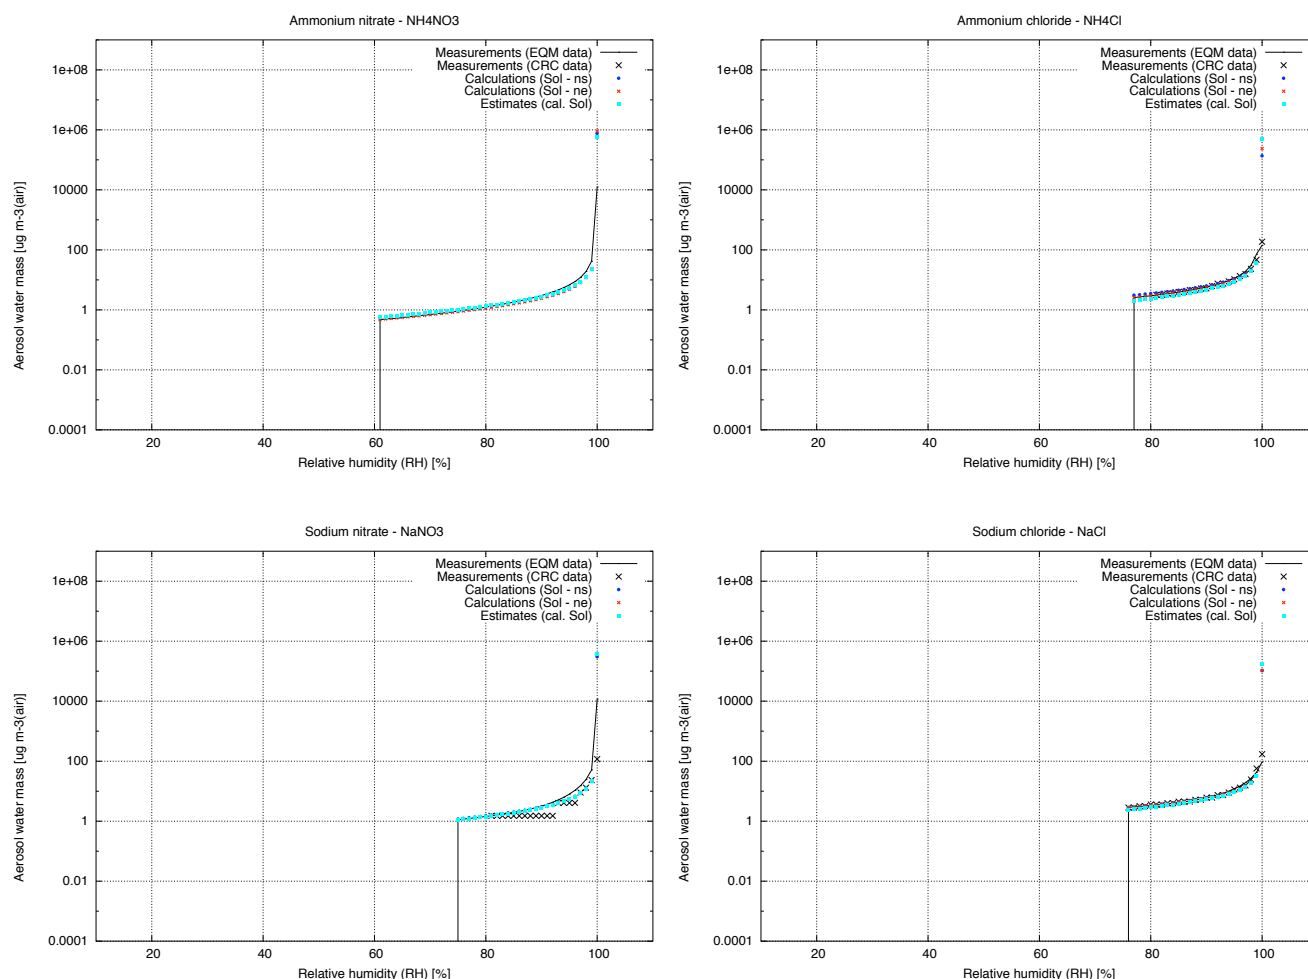 Ammonium nitrate - NH4NO3
Measurements (EQM data)
Measurements (CRC data)
Calculations (Sol - ns)
Calculations (Sol - ne)
Estimates (cal. Sol)
1e+08
1e+06
10000
100
1
0.01
0.0001
Aerosol water mass [ug m-3(air)]
20
40
60
80
100
Relative humidity (RH) [%]
Ammonium chloride - NH4Cl
Measurements (EQM data)
Measurements (CRC data)
Calculations (Sol - ns)
Calculations (Sol - ne)
Estimates (cal. Sol)
1e+08
1e+06
10000
100
1
0.01
0.0001
Aerosol water mass [ug m-3(air)]
20
40
60
80
100
Relative humidity (RH) [%]
Sodium nitrate - NaNO3
Measurements (EQM data)
Measurements (CRC data)
Calculations (Sol - ns)
Calculations (Sol - ne)
Estimates (cal. Sol)
1e+08
1e+06
10000
100
1
0.01
0.0001
Aerosol water mass [ug m-3(air)]
20
40
60
80
100
Relative humidity (RH) [%]
Sodium chloride - NaCl
Measurements (EQM data)
Measurements (CRC data)
Calculations (Sol - ns)
Calculations (Sol - ne)
Estimates (cal. Sol)
1e+08
1e+06
10000
100
1
0.01
0.0001
Aerosol water mass [ug m-3(air)]
20
40
60
80
100
Relative humidity (RH) [%]